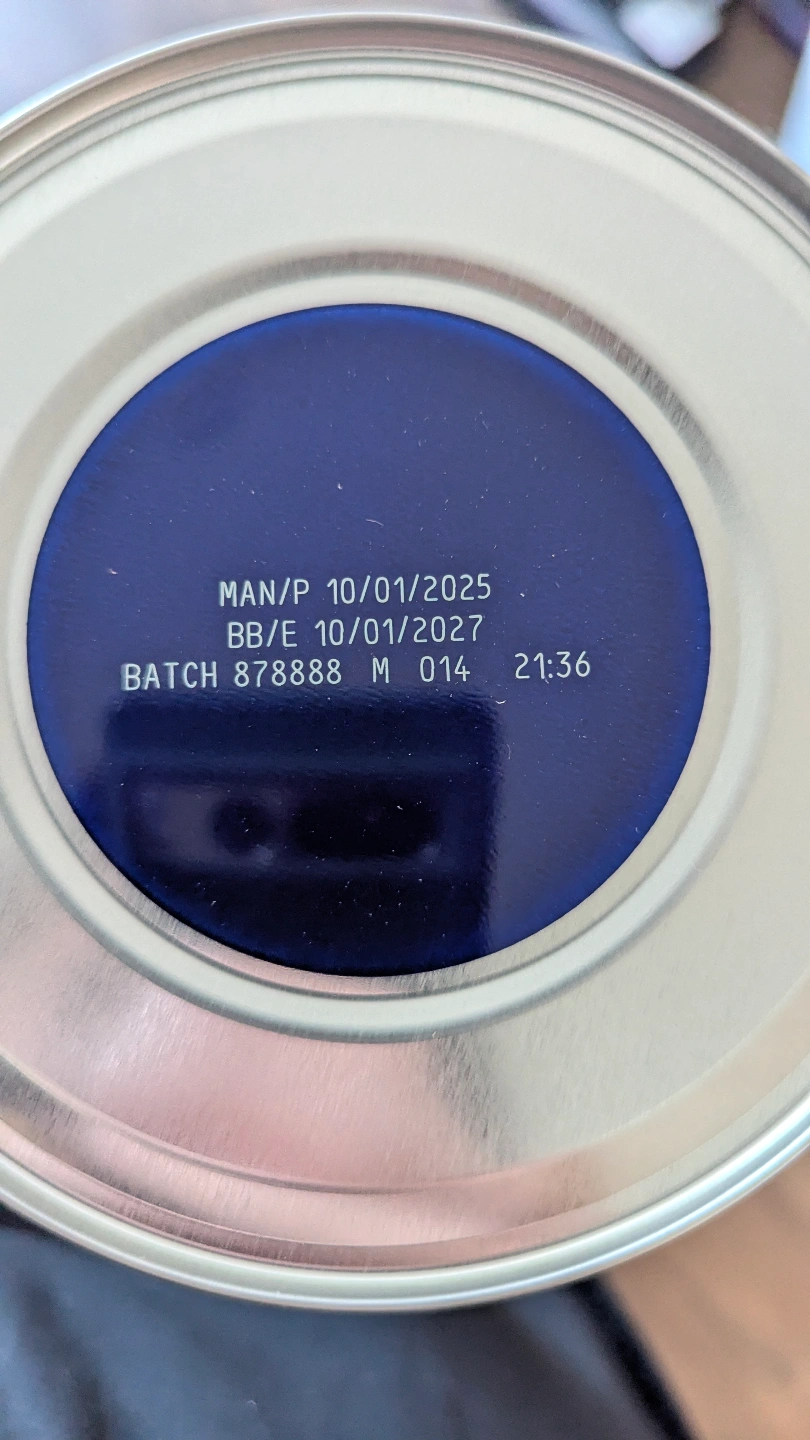 MAN/P 10/01/2025
BB/E 10/01/2027
BATCH 878888 M 014 21:36